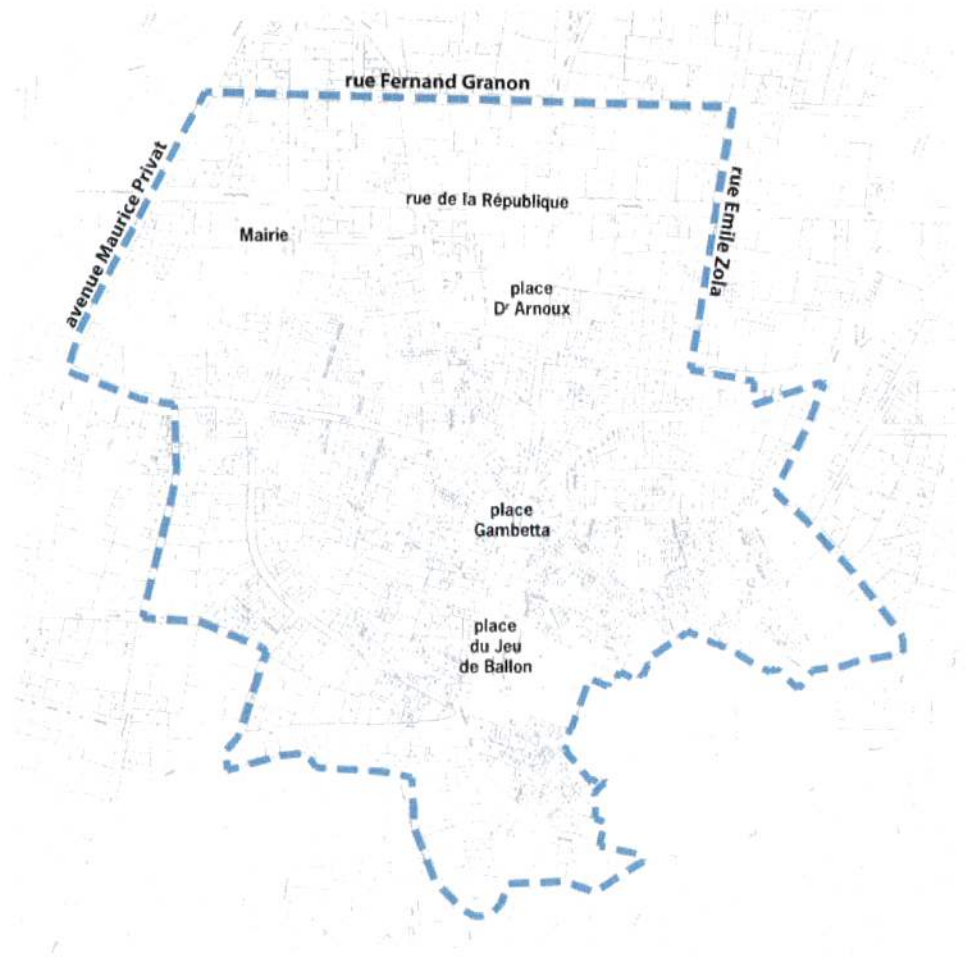 rue Fernand Granon
avenue Maurice Privat
rue Emile Zola
rue de la République
Mairie
place
Dʳ Arnoux
place
Gambetta
place
du Jeu
de Ballon